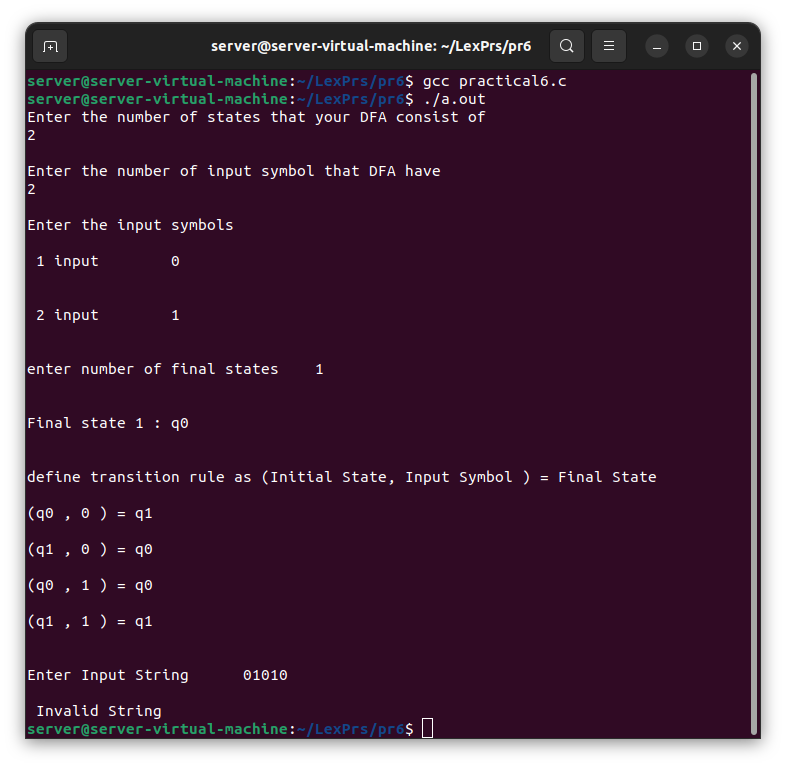 server@server-virtual-machine: ~/LexPrs/pr6
server@server-virtual-machine:~/LexPrs/pr6$ gcc practical6.c
server@server-virtual-machine:~/LexPrs/pr6$ ./a.out
Enter the number of states that your DFA consist of
2
Enter the number of input symbol that DFA have
2
Enter the input symbols
1 input 0
2 input 1
enter number of final states 1
Final state 1 : q0
define transition rule as (Initial State, Input Symbol ) = Final State
(q0 , 0 ) = q1
(q1 , 0 ) = q0
(q0 , 1 ) = q0
(q1 , 1 ) = q1
Enter Input String 01010
Invalid String
server@server-virtual-machine:~/LexPrs/pr6$